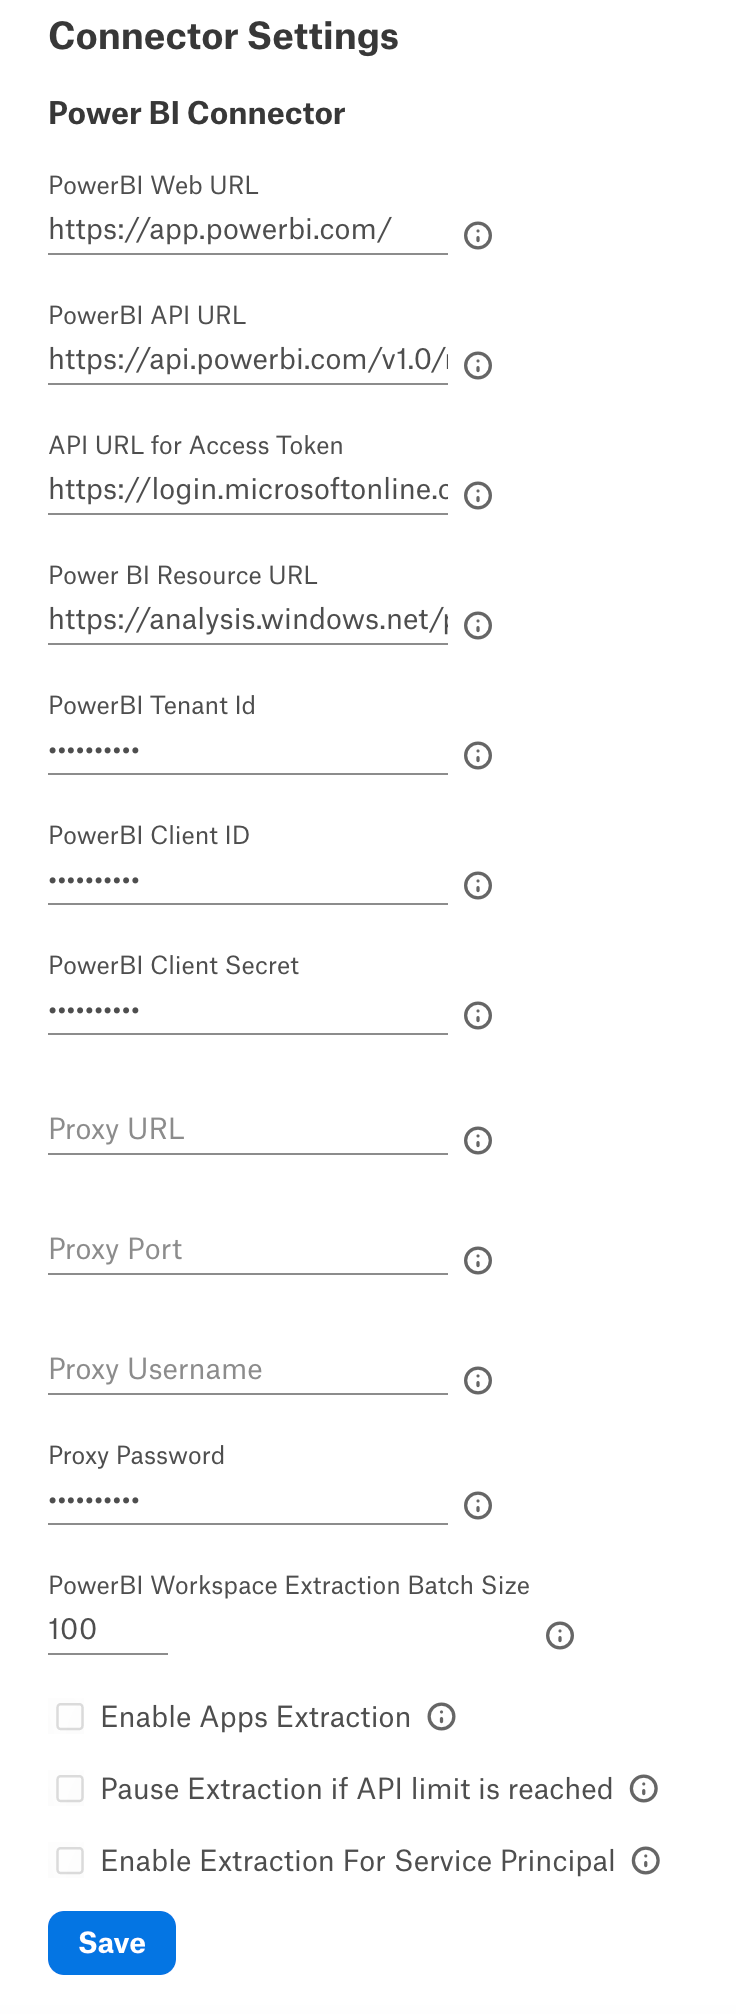 Connector Settings
Power BI Connector
PowerBI Web URL
https://app.powerbi.com/
PowerBI API URL
https://api.powerbi.com/v1.0/
API URL for Access Token
https://login.microsoftonline.c
Power BI Resource URL
https://analysis.windows.net/p
PowerBI Tenant Id
••••••••••
PowerBI Client ID
••••••••••
PowerBI Client Secret
••••••••••
Proxy URL
Proxy Port
Proxy Username
Proxy Password
••••••••••
PowerBI Workspace Extraction Batch Size
100
Enable Apps Extraction
Pause Extraction if API limit is reached
Enable Extraction For Service Principal
Save